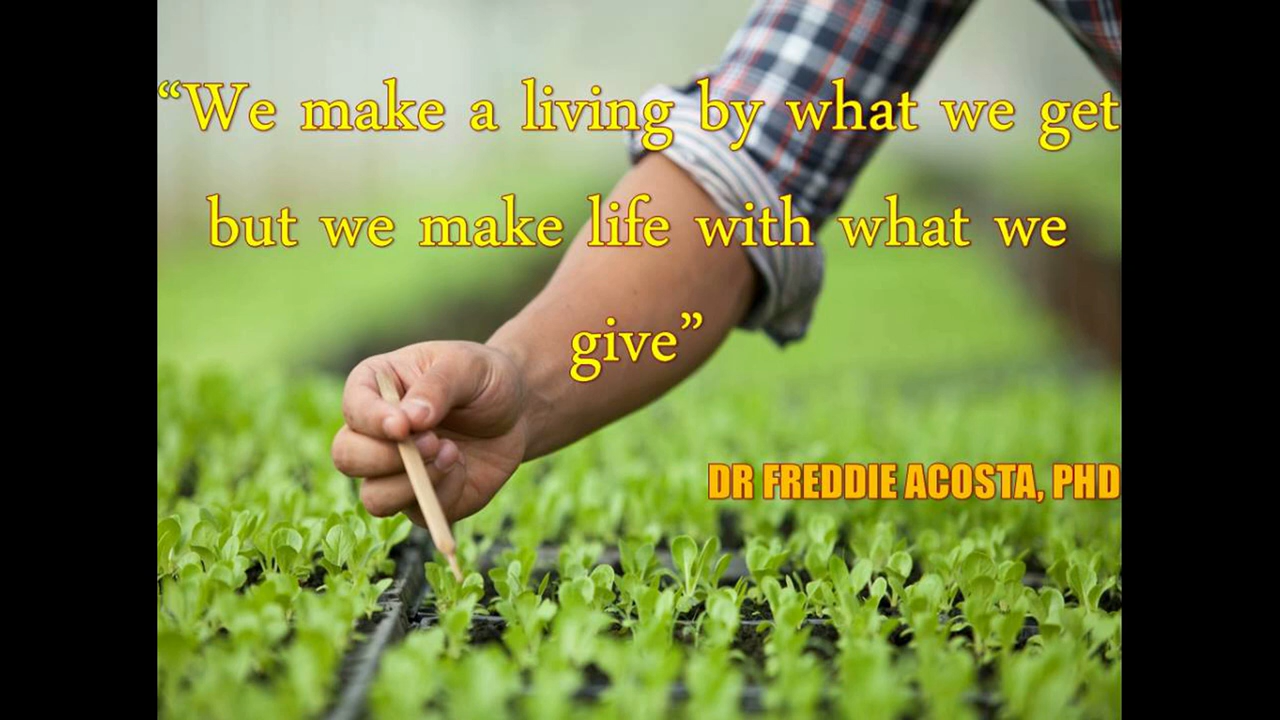 “We make a living by what we get
but we make life with what we
give”
DR FREDDIE ACOSTA, PHD